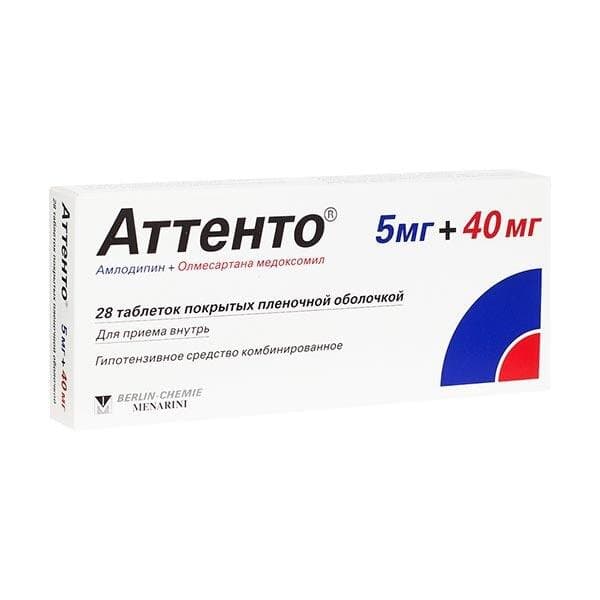 Аттенто®
5мг + 40 мг
Амлодипин + Олмесартана медоксомил
28 таблеток покрытых пленочной оболочкой
Для приема внутрь
Гипотензивное средство комбинированное
BERLIN-CHEMIE
MENARINI
Аттенто®
5мг + 40 мг
28 таблеток покрытых пленочной оболочкой